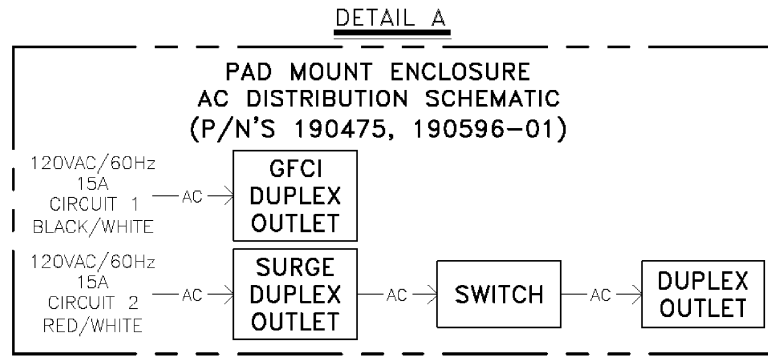 DETAIL A
PAD MOUNT ENCLOSURE
AC DISTRIBUTION SCHEMATIC
(P/N'S 190475, 190596-01)
120VAC/60Hz
15A
CIRCUIT 1
BLACK/WHITE
AC
GFCI
DUPLEX
OUTLET
120VAC/60Hz
15A
CIRCUIT 2
RED/WHITE
AC
SURGE
DUPLEX
OUTLET
AC
SWITCH
AC
DUPLEX
OUTLET